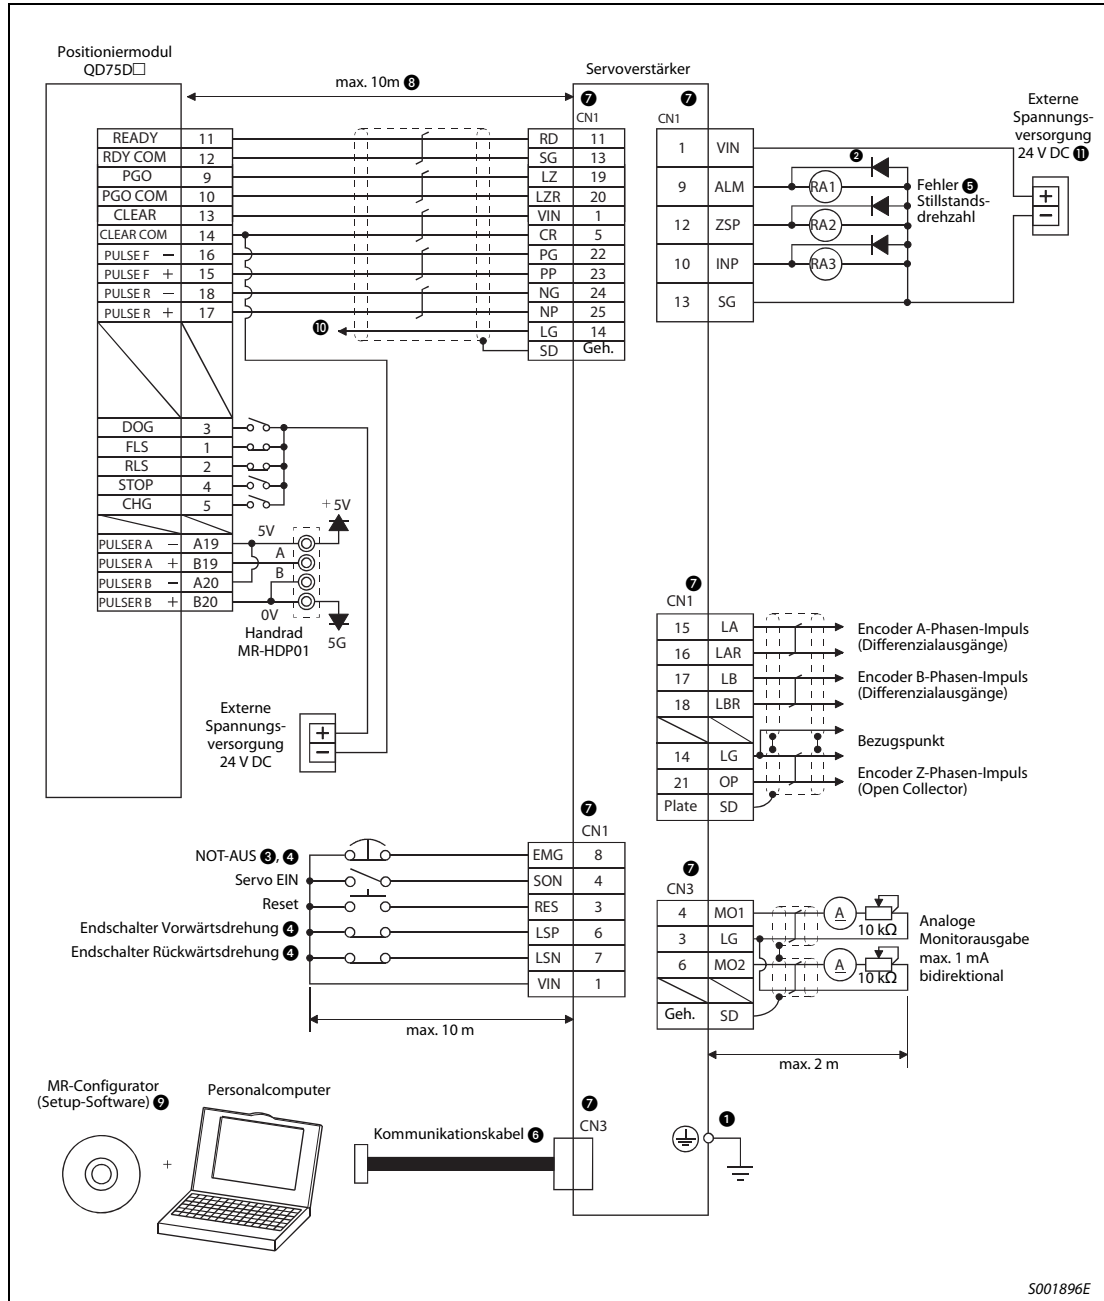 Positioniermodul
QD75D□
max. 10m ❽
Servoverstärker
❼
CN1
❼
CN1
Externe
Spannungs-
versorgung
24 V DC ⓫
READY 11
RDY COM 12
PGO 9
PGO COM 10
CLEAR 13
CLEAR COM 14
PULSE F − 16
PULSE F + 15
PULSE R − 18
PULSE R + 17
RD 11
SG 13
LZ 19
LZR 20
VIN 1
CR 5
PG 22
PP 23
NG 24
NP 25
LG 14
SD Geh.
❿
1 VIN
9 ALM
12 ZSP
10 INP
13 SG
❷
RA1
RA2
RA3
Fehler ❺
Stillstands-
drehzahl
+
−
DOG 3
FLS 1
RLS 2
STOP 4
CHG 5
PULSER A − A19
PULSER A + B19
PULSER B − A20
PULSER B + B20
5V
A
B
0V
+5V
5G
Handrad
MR-HDP01
Externe
Spannungs-
versorgung
24 V DC
+
−
❼
CN1
15 LA
16 LAR
17 LB
18 LBR
14 LG
21 OP
Plate SD
Encoder A-Phasen-Impuls
(Differenzialausgänge)
Encoder B-Phasen-Impuls
(Differenzialausgänge)
Bezugspunkt
Encoder Z-Phasen-Impuls
(Open Collector)
❼
CN1
NOT-AUS ❸, ❹
Servo EIN
Reset
Endschalter Vorwärtsdrehung ❹
Endschalter Rückwärtsdrehung ❹
EMG 8
SON 4
RES 3
LSP 6
LSN 7
VIN 1
max. 10 m
❼
CN3
4 MO1
3 LG
6 MO2
Geh. SD
A
10 kΩ
A
10 kΩ
Analoge
Monitorausgabe
max. 1 mA
bidirektional
max. 2 m
MR-Configurator
(Setup-Software) ❾
+
Personalcomputer
Kommunikationskabel ❻
❼
CN3
❶
S001896E